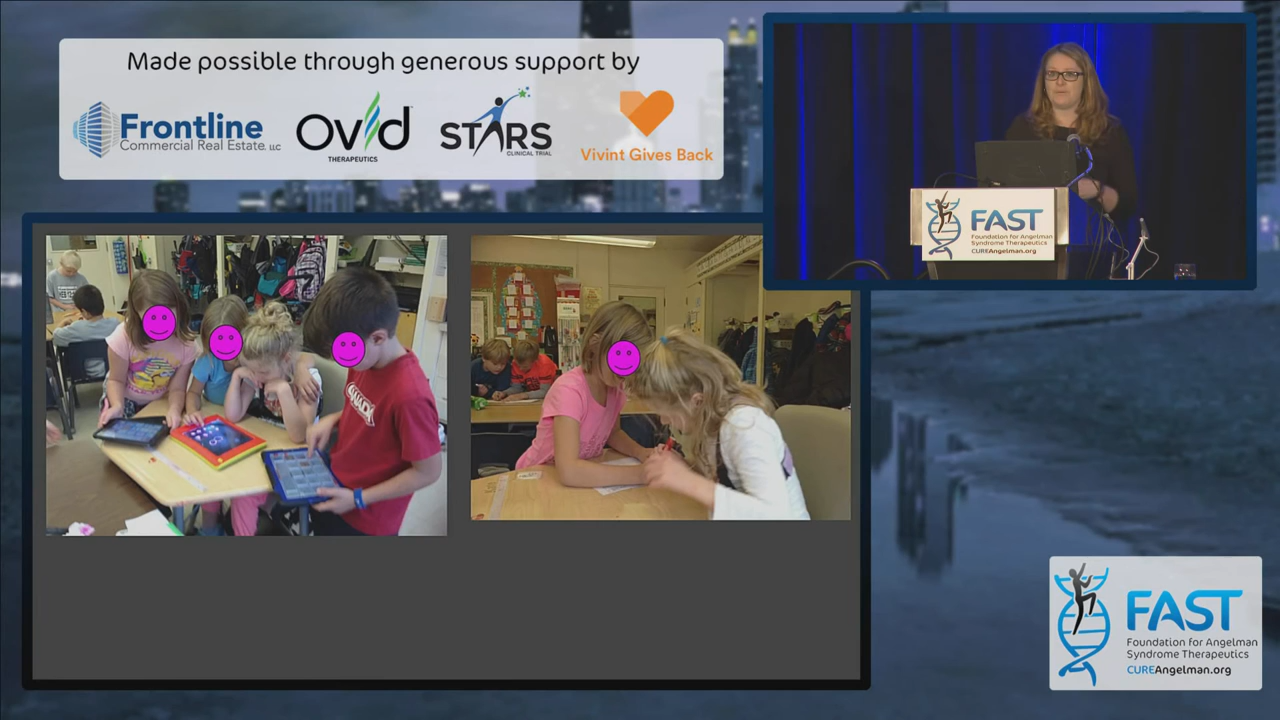 Made possible through generous support by
Frontline
Commercial Real Estate, LLC
OVID
THERAPEUTICS
STARS
CLINICAL TRIAL
Vivint Gives Back
FAST
Foundation for Angelman
Syndrome Therapeutics
CUREAngelman.org
FAST
Foundation for Angelman
Syndrome Therapeutics
CUREAngelman.org